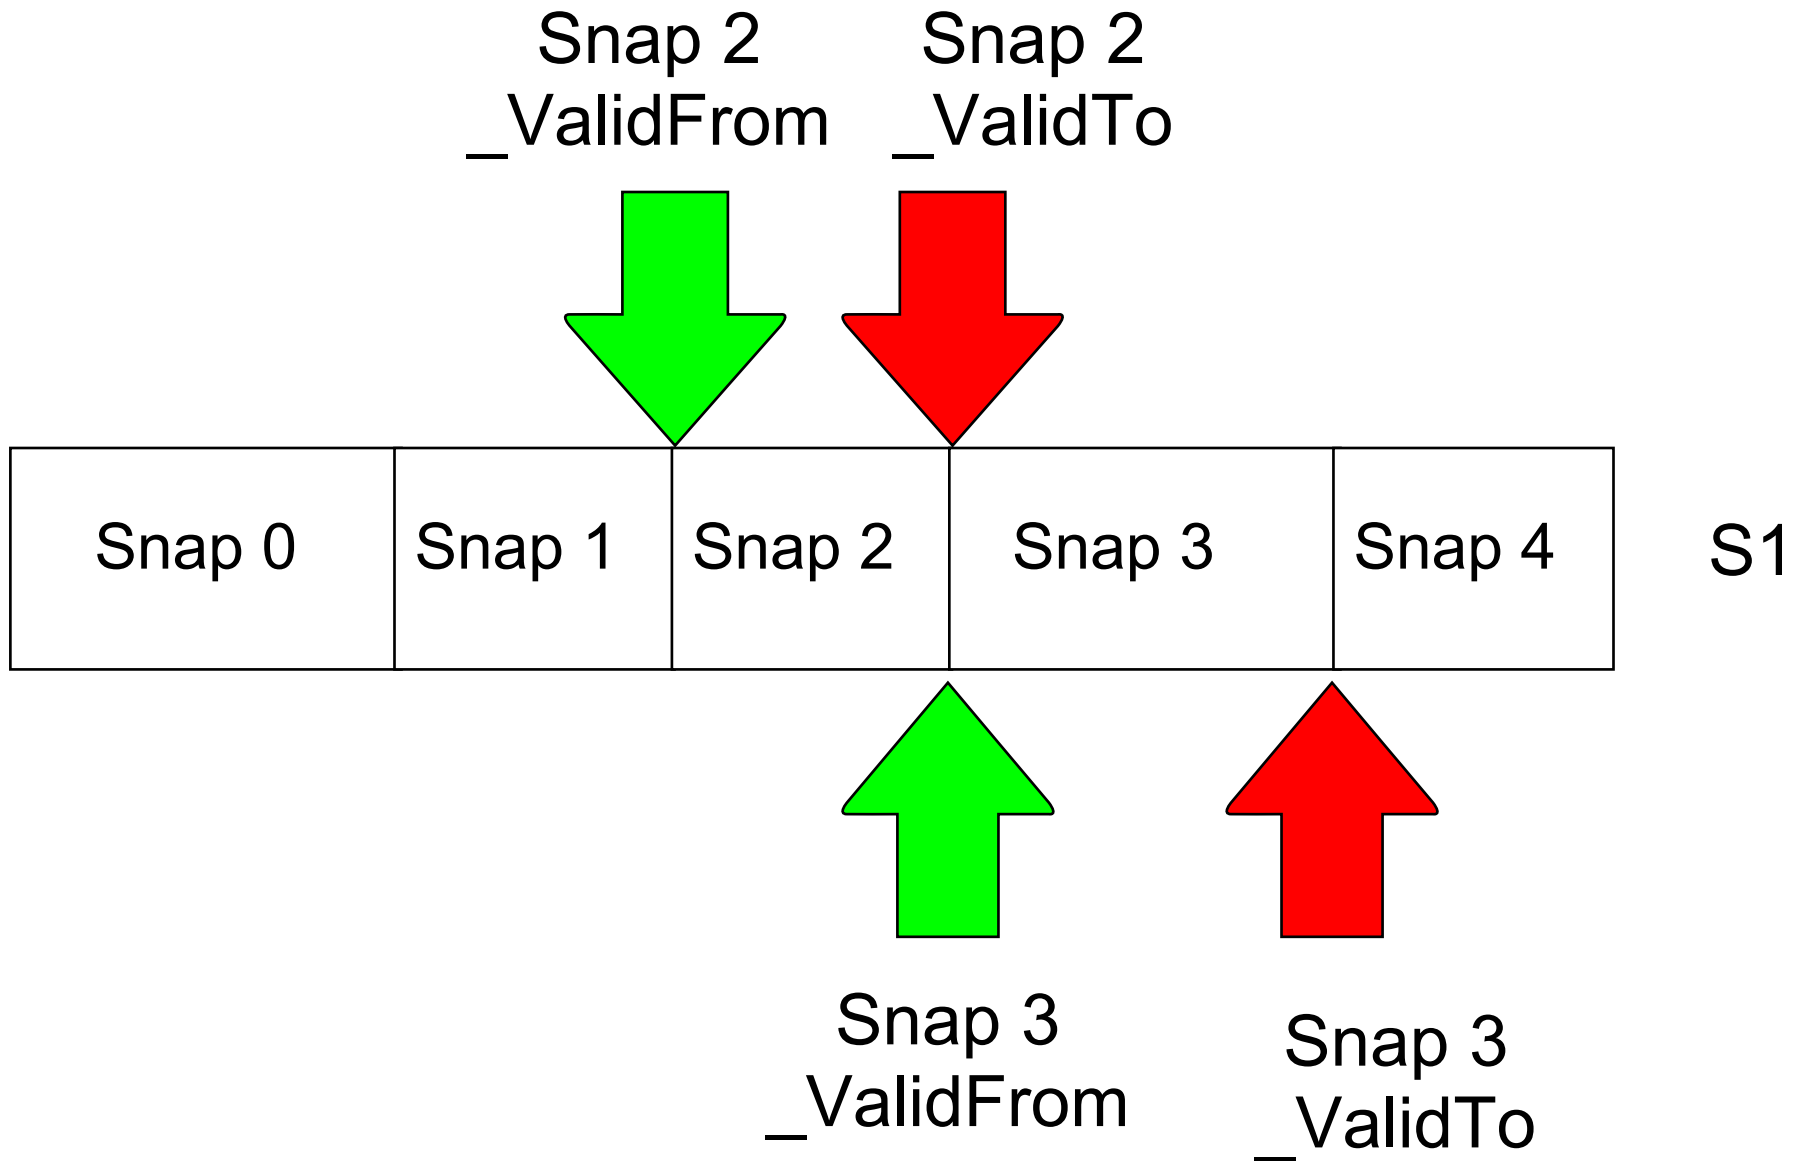 Snap 2
_ValidFrom
Snap 2
_ValidTo
Snap 0
Snap 1
Snap 2
Snap 3
Snap 4
S1
Snap 3
_ValidFrom
Snap 3
_ValidTo